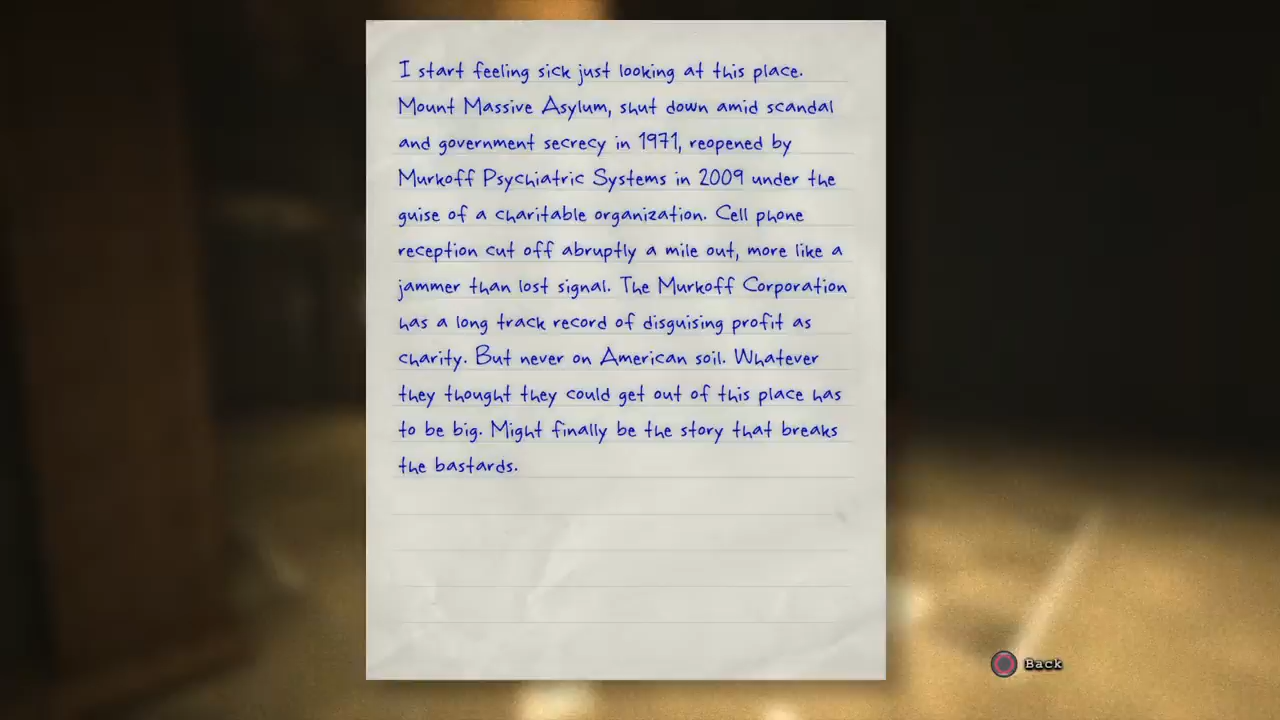 I start feeling sick just looking at this place.
Mount Massive Asylum, shut down amid scandal
and government secrecy in 1971, reopened by
Murkoff Psychiatric Systems in 2009 under the
guise of a charitable organization. Cell phone
reception cut off abruptly a mile out, more like a
jammer than lost signal. The Murkoff Corporation
has a long track record of disguising profit as
charity. But never on American soil. Whatever
they thought they could get out of this place has
to be big. Might finally be the story that breaks
the bastards.
Back